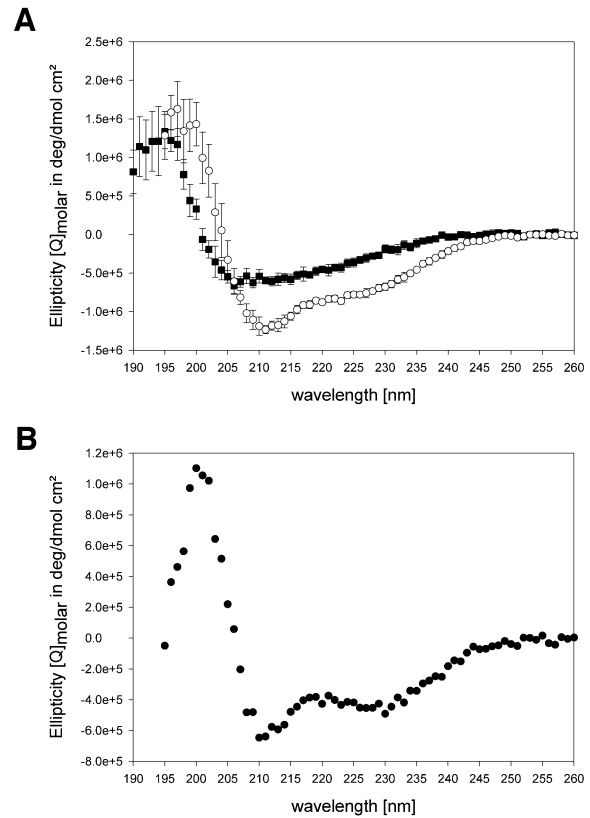 A
Ellipticity [Q]molar in deg/dmol cm²
2.5e+6
2.0e+6
1.5e+6
1.0e+6
5.0e+5
0.0
-5.0e+5
-1.0e+6
-1.5e+6
190 195 200 205 210 215 220 225 230 235 240 245 250 255 260
wavelength [nm]
B
Ellipticity [Q]molar in deg/dmol cm²
1.2e+6
1.0e+6
8.0e+5
6.0e+5
4.0e+5
2.0e+5
0.0
-2.0e+5
-4.0e+5
-6.0e+5
-8.0e+5
190 195 200 205 210 215 220 225 230 235 240 245 250 255 260
wavelength [nm]